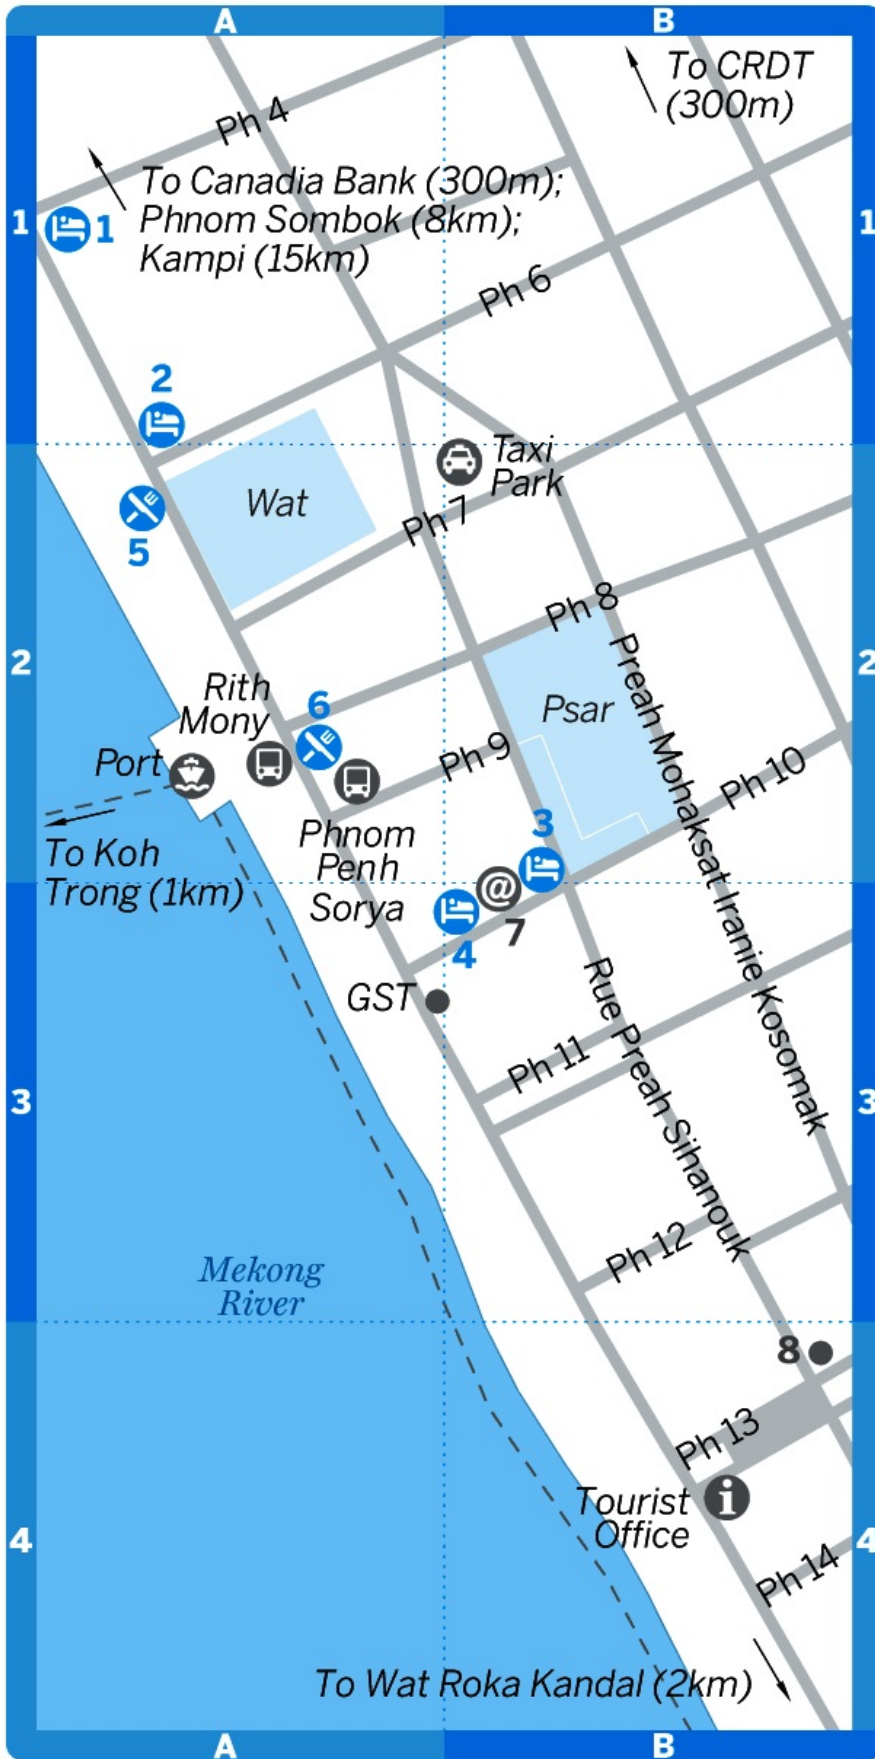 A
B
To CRDT
(300m)
Ph 4
To Canadia Bank (300m);
Phnom Sombok (8km);
Kampi (15km)
1
1
1
Ph 6
2
Taxi
Park
Wat
Ph 7
5
Ph 8
2
2
Rith
Mony
6
Psar
Preah Mohaksat Iranie Kosomak
Port
Ph 9
Ph 10
Phnom
Penh
Sorya
3
To Koh
Trong (1km)
@
7
4
GST
Rue Preah Sihanouk
Ph 11
3
3
Ph 12
Mekong
River
8
Ph 13
Tourist
Office
i
4
4
Ph 14
To Wat Roka Kandal (2km)
A
B